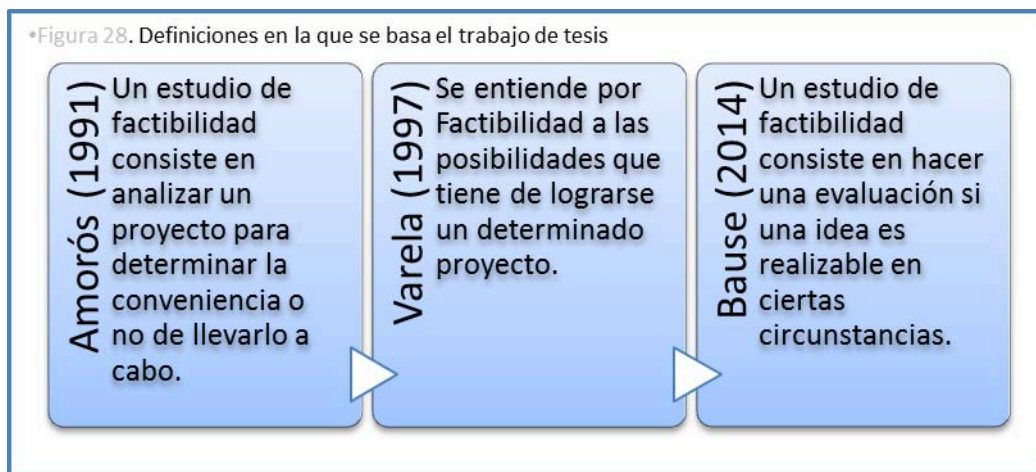 •Figura 28. Definiciones en la que se basa el trabajo de tesis
Amorós (1991)
Un estudio de
factibilidad
consiste en
analizar un
proyecto para
determinar la
conveniencia o
no de llevarlo a
cabo.
Varela (1997)
Se entiende por
Factibilidad a las
posibilidades que
tiene de lograrse
un determinado
proyecto.
Bause (2014)
Un estudio de
factibilidad
consiste en hacer
una evaluación si
una idea es
realizable en
ciertas
circunstancias.